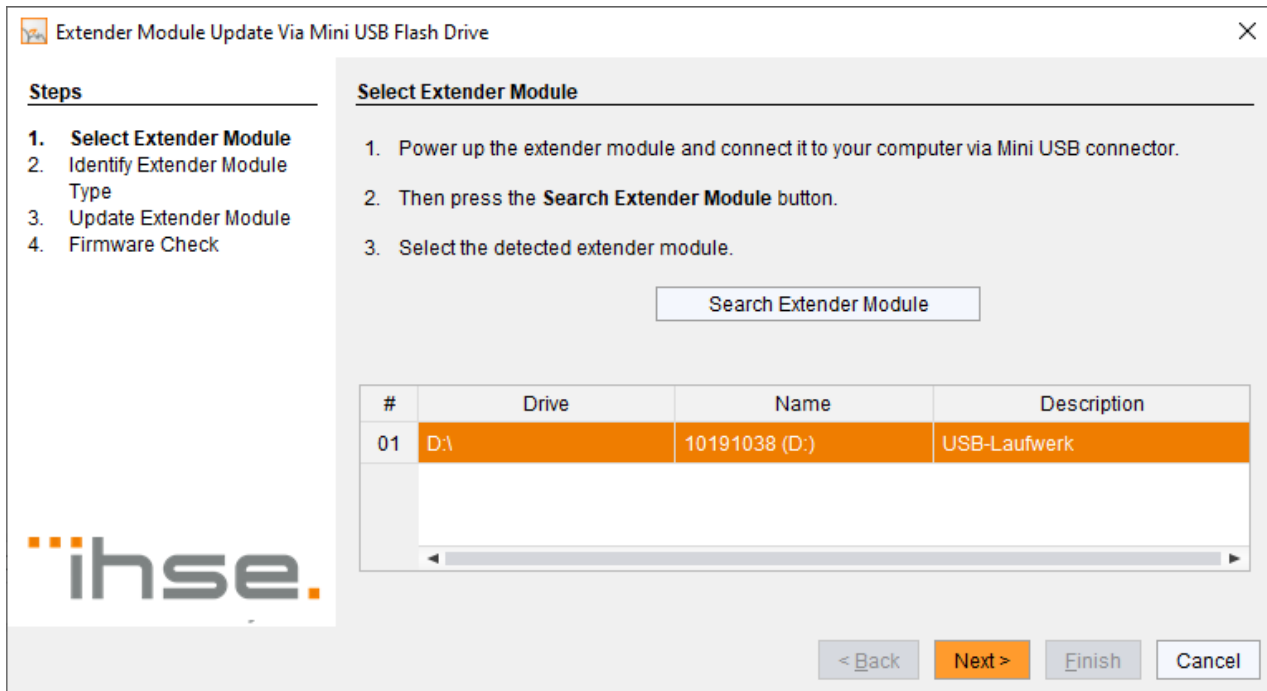 Extender Module Update Via Mini USB Flash Drive
Steps
1. Select Extender Module
2. Identify Extender Module
Type
3. Update Extender Module
4. Firmware Check
Select Extender Module
1. Power up the extender module and connect it to your computer via Mini USB connector.
2. Then press the Search Extender Module button.
3. Select the detected extender module.
Search Extender Module
# Drive Name Description
01 D:\ 10191038 (D:) USB-Laufwerk
ihse.
< Back Next > Finish Cancel